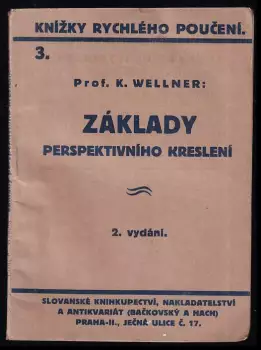 KNÍŽKY RYCHLÉHO POUČENÍ.
3.
Prof. K. WELLNER:
ZÁKLADY
PERSPEKTIVNÍHO KRESLENÍ
2. vydání.
SLOVANSKÉ KNIHKUPECTVÍ, NAKLADATELSTVÍ
A ANTIKVARIÁT (BAČKOVSKÝ A HACH)
PRAHA-II., JEČNÁ ULICE Č. 17.